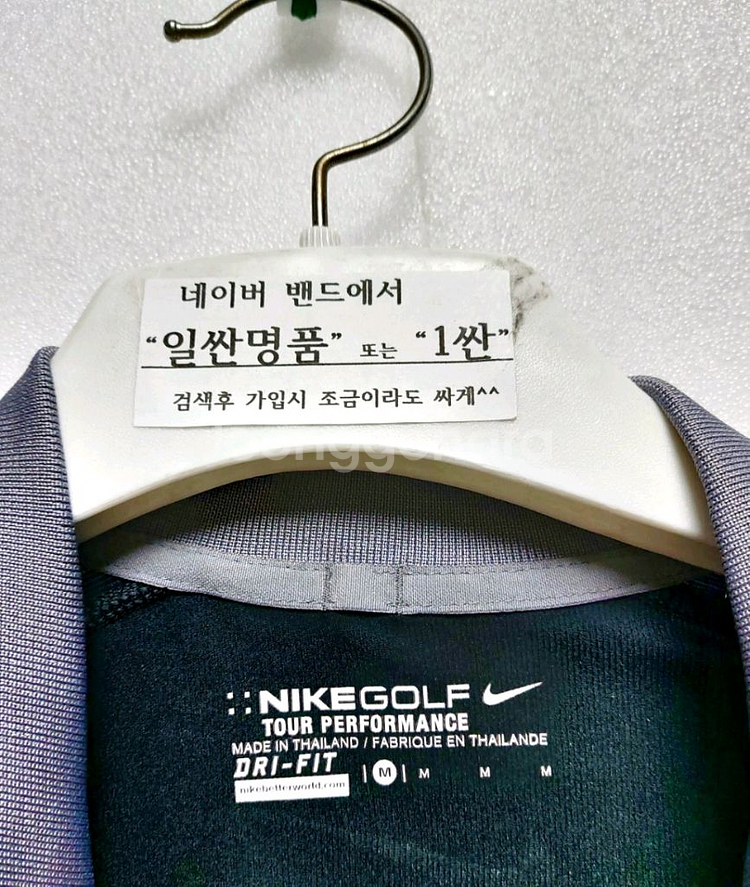 네이버 밴드에서
“일싼명품” 또는 “1싼”
검색후 가입시 조금이라도 싸게^^
joonggonara
::NIKEGOLF
TOUR PERFORMANCE
MADE IN THAILAND / FABRIQUE EN THAILANDE
DRI-FIT |M| M M M
nikebetterworld.com